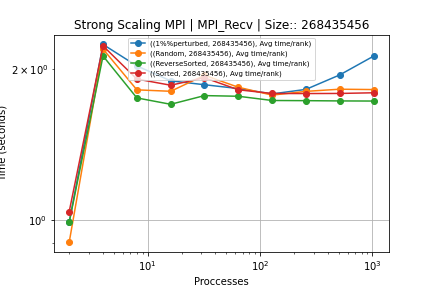 Strong Scaling MPI | MPI_Recv | Size:: 268435456
((1%%perturbed, 268435456), Avg time/rank)
((Random, 268435456), Avg time/rank)
((ReverseSorted, 268435456), Avg time/rank)
((Sorted, 268435456), Avg time/rank)
2 × 10⁰
10⁰
(seconds)
10¹ 10² 10³
Proccesses